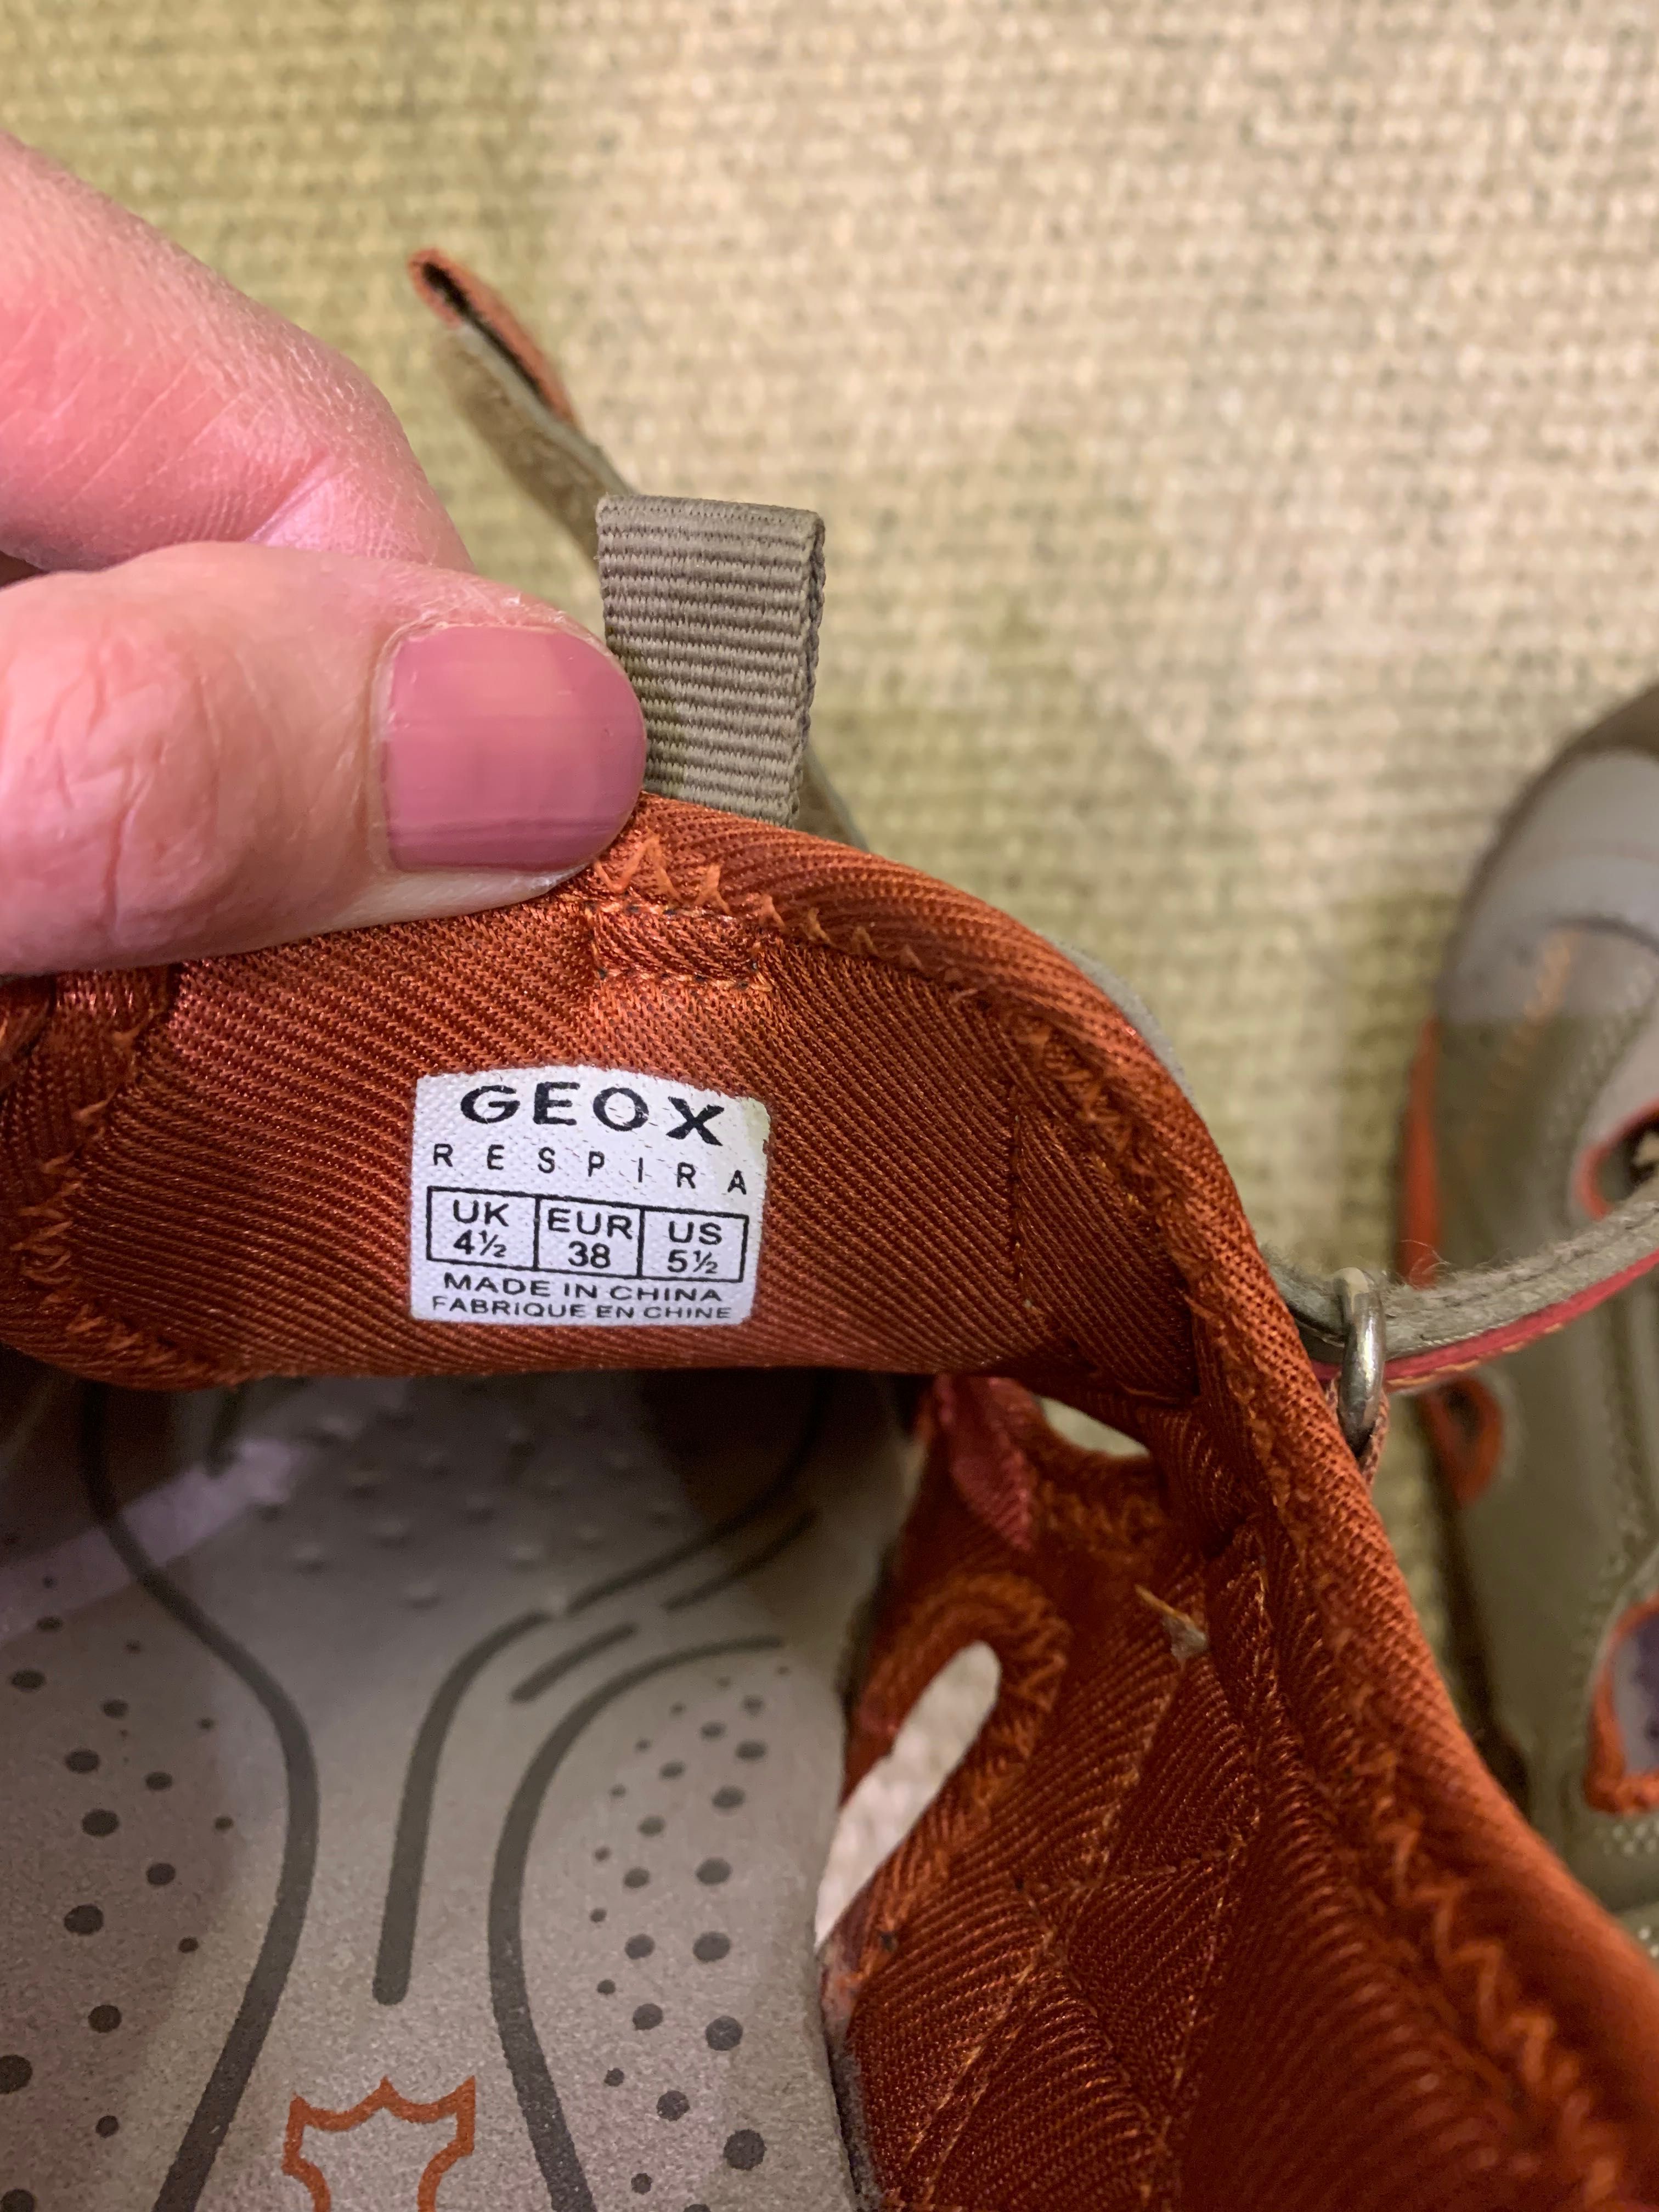 GEOX
RESPIRA
UK EUR US
4½ 38 5½
MADE IN CHINA
FABRIQUE EN CHINE